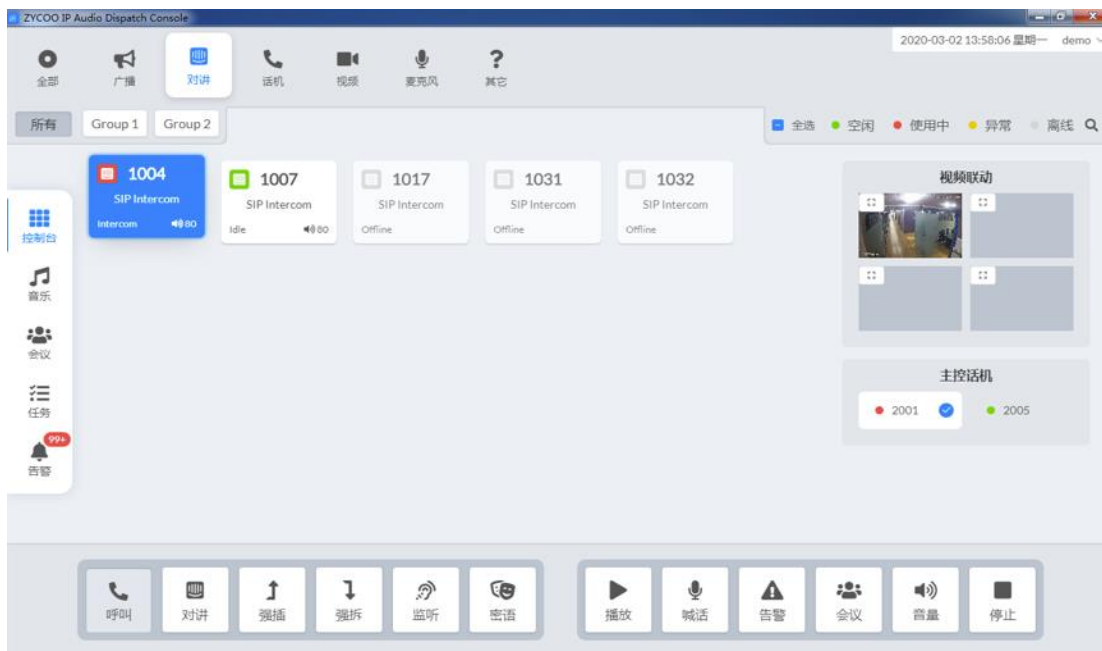 ZYCOO IP Audio Dispatch Console
2020-03-02 13:58:06 星期一 demo
全部 广播 对讲 话机 视频 麦克风 其它
所有 Group 1 Group 2 全选 空闲 使用中 异常 离线
1004
SIP Intercom
Intercom 80
1007
SIP Intercom
Idle 80
1017
SIP Intercom
Offline
1031
SIP Intercom
Offline
1032
SIP Intercom
Offline
控制台
音乐
会议
任务
99+
告警
视频联动
主控话机
2001 2005
呼叫 对讲 强插 强拆 监听 密语 播放 喊话 告警 会议 音量 停止